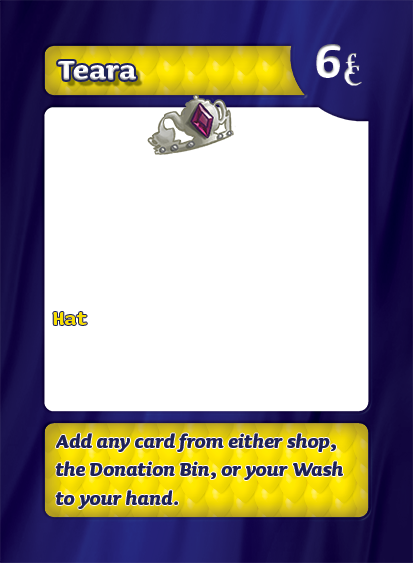 Teara
6
Hat
Add any card from either shop,
the Donation Bin, or your Wash
to your hand.